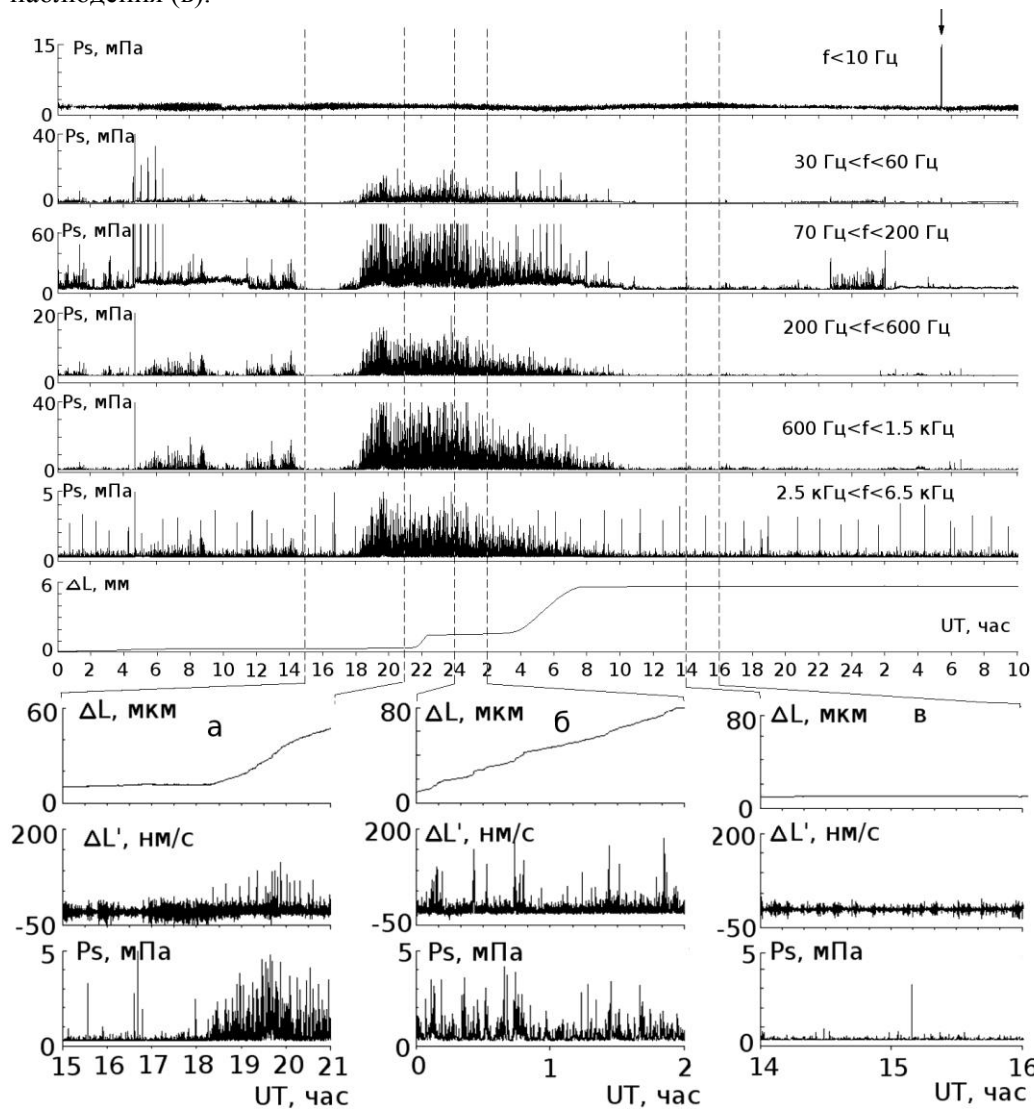 наблюдения (в).
Ps, мПа
f<10 Гц
15
0
Ps, мПа
30 Гц<f<60 Гц
40
0
Ps, мПа
70 Гц<f<200 Гц
60
0
Ps, мПа
200 Гц<f<600 Гц
20
0
Ps, мПа
600 Гц<f<1.5 кГц
40
0
Ps, мПа
2.5 кГц<f<6.5 кГц
5
0
ΔL, мм
6
0
UT, час
0 2 4 6 8 10 12 14 16 18 20 22 24 2 4 6 8 10 12 14 16 18 20 22 24 2 4 6 8 10
ΔL, мкм а
60
0
ΔL, мкм б
80
0
ΔL, мкм в
80
0
ΔL', нм/с
200
-50
ΔL', нм/с
200
-50
ΔL', нм/с
200
-50
Ps, мПа
5
0
Ps, мПа
5
0
Ps, мПа
5
0
15 16 17 18 19 20 21
UT, час
0 1 2
UT, час
14 15 16
UT, час